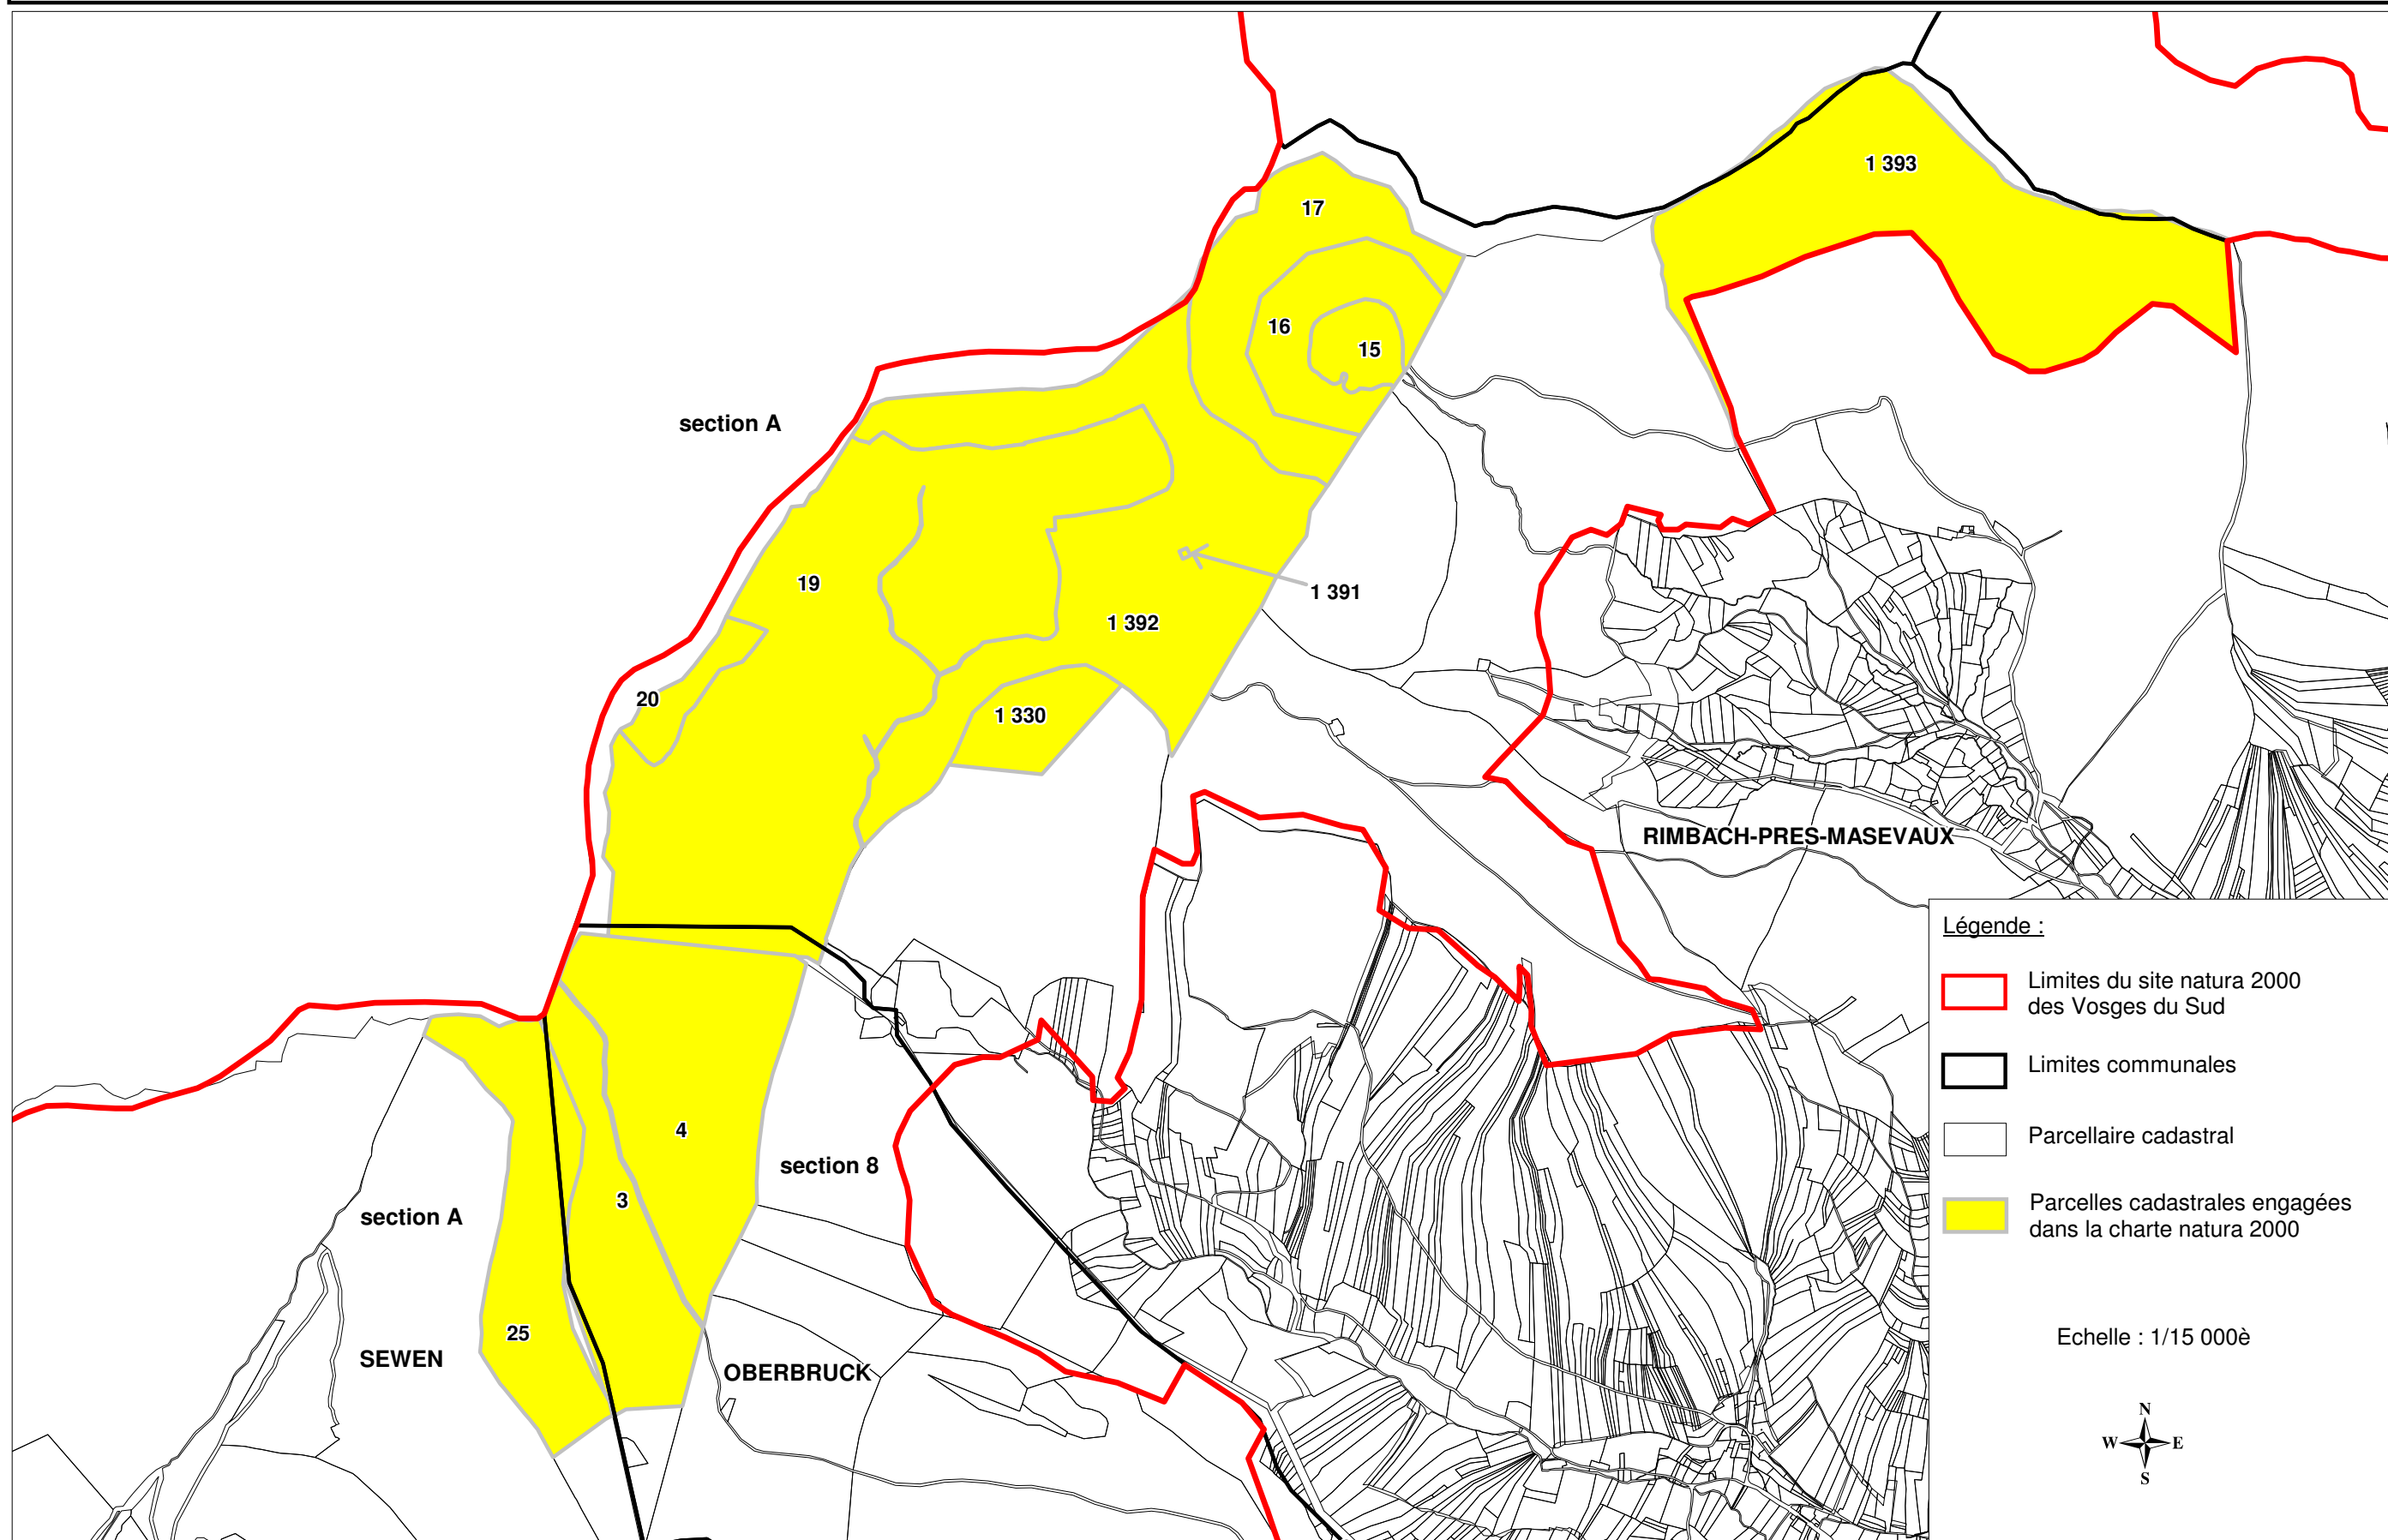 1 393
17
16
15
section A
19
1 391
1 392
20
1 330
RIMBACH-PRES-MASEVAUX
4
section 8
3
section A
25
SEWEN
OBERBRUCK
Légende :
Limites du site natura 2000
des Vosges du Sud
Limites communales
Parcellaire cadastral
Parcelles cadastrales engagées
dans la charte natura 2000
Echelle : 1/15 000è
N
W E
S